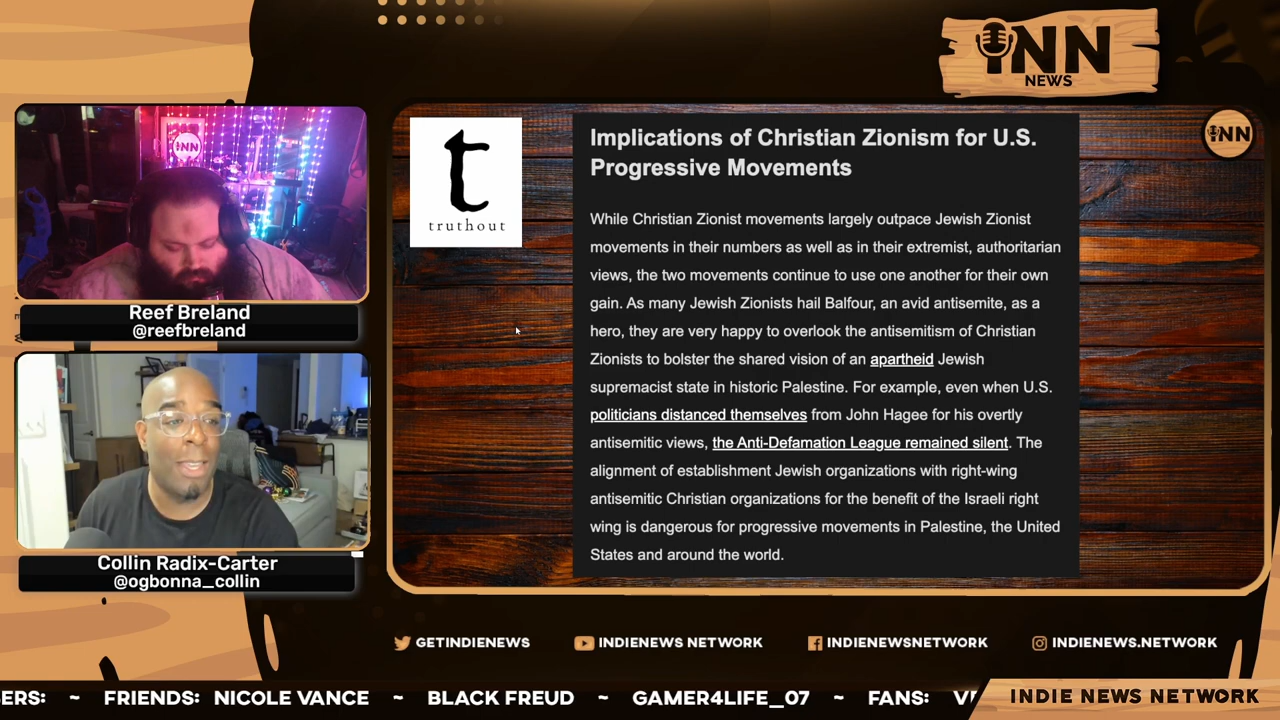 INN
NEWS
INN
INN
t
truthout
Implications of Christian Zionism for U.S.
Progressive Movements
While Christian Zionist movements largely outpace Jewish Zionist
movements in their numbers as well as in their extremist, authoritarian
views, the two movements continue to use one another for their own
gain. As many Jewish Zionists hail Balfour, an avid antisemite, as a
hero, they are very happy to overlook the antisemitism of Christian
Zionists to bolster the shared vision of an apartheid Jewish
supremacist state in historic Palestine. For example, even when U.S.
politicians distanced themselves from John Hagee for his overtly
antisemitic views, the Anti-Defamation League remained silent. The
alignment of establishment Jewish organizations with right-wing
antisemitic Christian organizations for the benefit of the Israeli right
wing is dangerous for progressive movements in Palestine, the United
States and around the world.
Reef Breland
@reefbreland
Collin Radix-Carter
@ogbonna_collin
GETINDIENEWS
INDIENEWS NETWORK
INDIENEWSNETWORK
INDIENEWS.NETWORK
ERS: ~ FRIENDS: NICOLE VANCE ~ BLACK FREUD ~ GAMER4LIFE_07 ~ FANS:
INDIE NEWS NETWORK